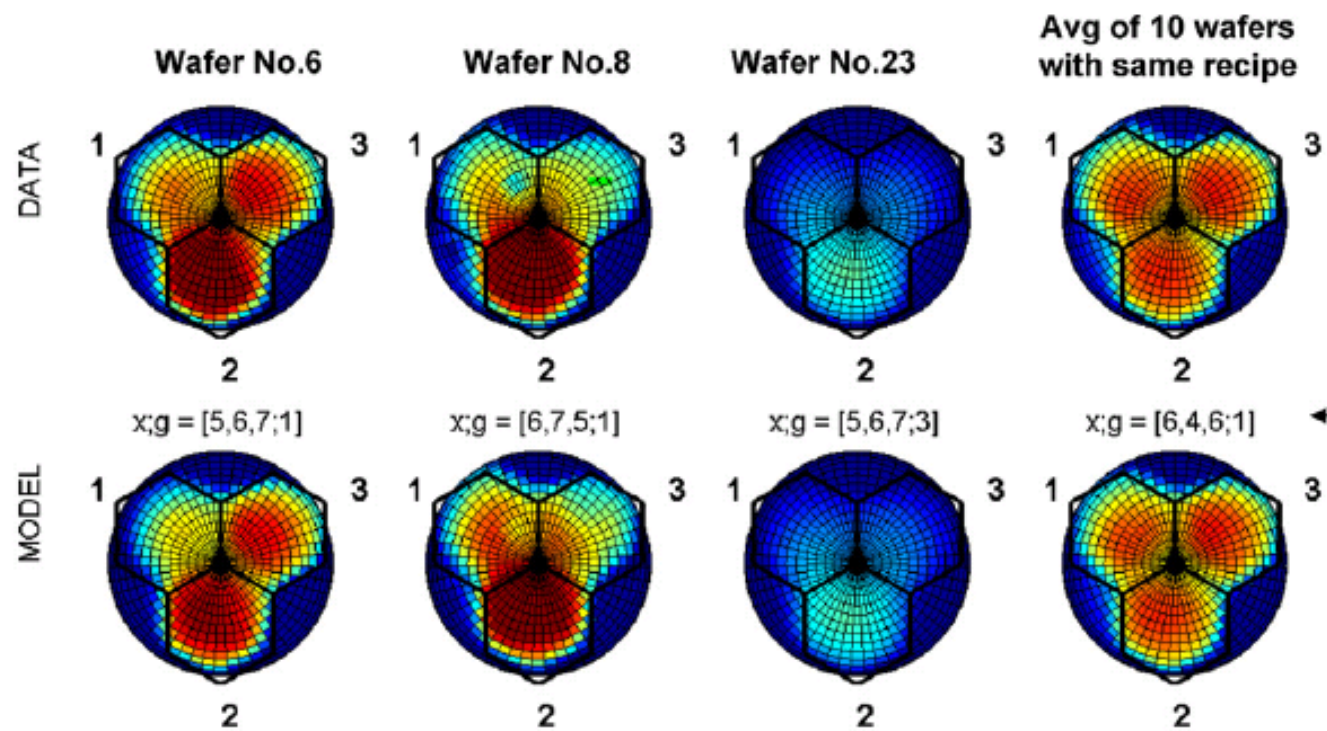 Avg of 10 wafers
Wafer No.6 Wafer No.8 Wafer No.23 with same recipe
DATA
1 3 1 3 1 3 1 3
2 2 2 2
x;g = [5,6,7;1] x;g = [6,7,5;1] x;g = [5,6,7;3] x;g = [6,4,6;1]
MODEL
1 3 1 3 1 3 1 3
2 2 2 2